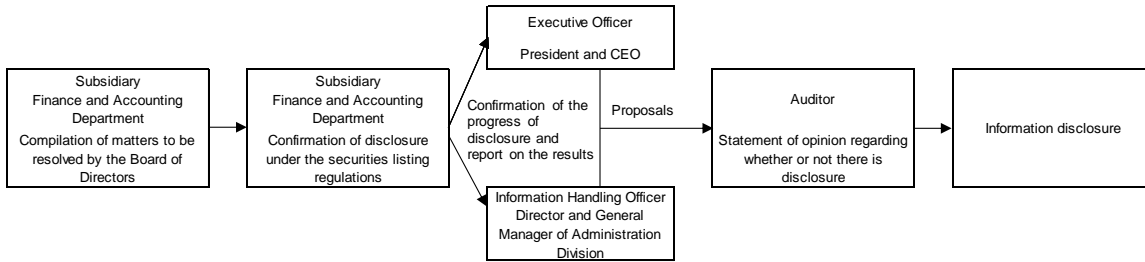 Subsidiary
Finance and Accounting
Department
Compilation of matters to be
resolved by the Board of
Directors
Subsidiary
Finance and Accounting
Department
Confirmation of disclosure
under the securities listing
regulations
Executive Officer
President and CEO
Confirmation of the
progress of
disclosure and
report on the results
Information Handling Officer
Director and General
Manager of Administration
Division
Proposals
Auditor
Statement of opinion regarding
whether or not there is
disclosure
Information disclosure